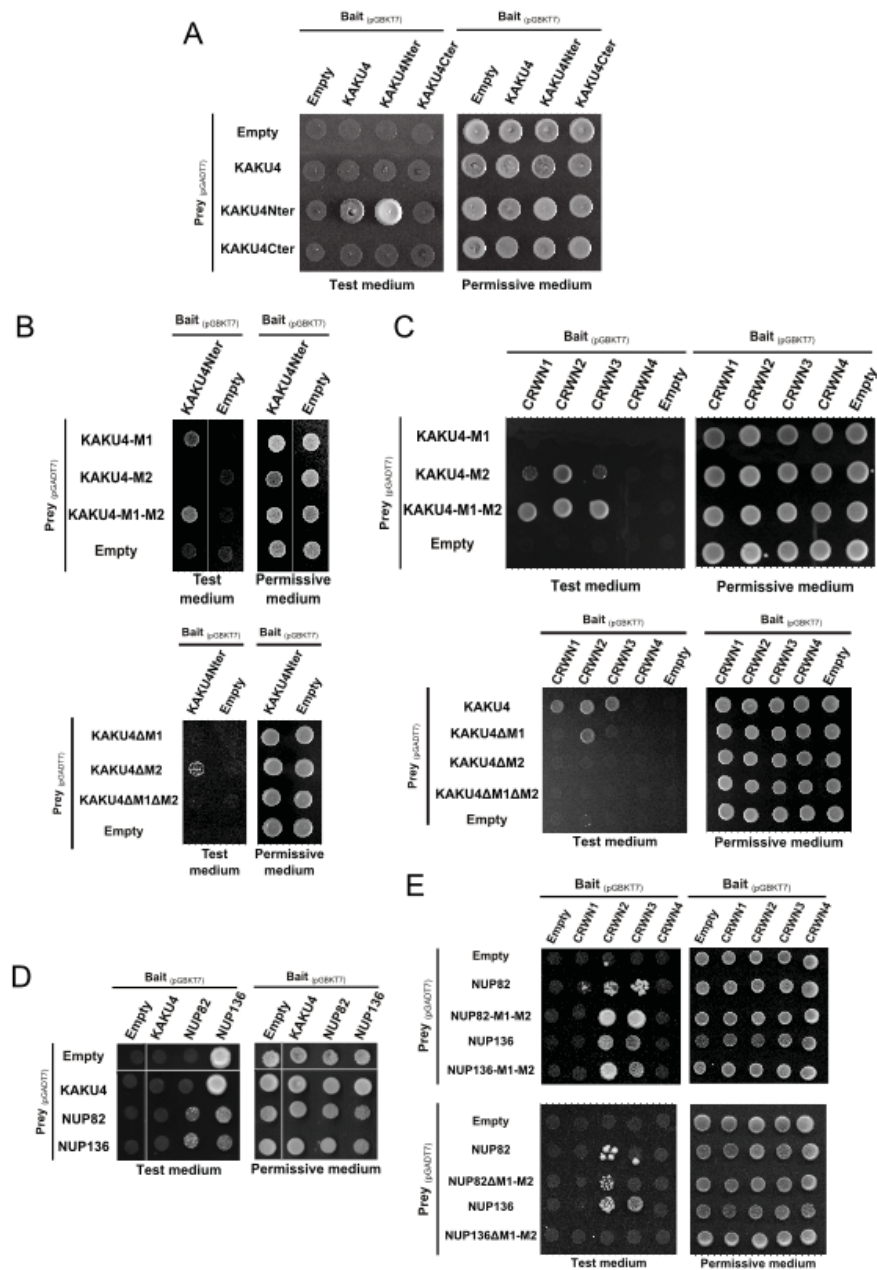 A
Bait (pGBKT7)
Bait (pGBKT7)
Empty
KAKU4
KAKU4Nter
KAKU4Cter
Empty
KAKU4
KAKU4Nter
KAKU4Cter
Prey (pGADT7)
Empty
KAKU4
KAKU4Nter
KAKU4Cter
Test medium
Permissive medium
B
Bait (pGBKT7)
Bait (pGBKT7)
KAKU4Nter
Empty
KAKU4Nter
Empty
Prey (pGADT7)
KAKU4-M1
KAKU4-M2
KAKU4-M1-M2
Empty
Test
medium
Permissive
medium
Bait (pGBKT7)
Bait (pGBKT7)
KAKU4Nter
Empty
KAKU4Nter
Empty
Prey (pGADT7)
KAKU4ΔM1
KAKU4ΔM2
KAKU4ΔM1ΔM2
Empty
Test
medium
Permissive
medium
C
Bait (pGBKT7)
Bait (pGBKT7)
CRWN1
CRWN2
CRWN3
CRWN4
Empty
CRWN1
CRWN2
CRWN3
CRWN4
Empty
Prey (pGADT7)
KAKU4-M1
KAKU4-M2
KAKU4-M1-M2
Empty
Test medium
Permissive medium
Bait (pGBKT7)
Bait (pGBKT7)
CRWN1
CRWN2
CRWN3
CRWN4
Empty
CRWN1
CRWN2
CRWN3
CRWN4
Empty
Prey (pGADT7)
KAKU4
KAKU4ΔM1
KAKU4ΔM2
KAKU4ΔM1ΔM2
Empty
Test medium
Permissive medium
D
Bait (pGBKT7)
Bait (pGBKT7)
Empty
KAKU4
NUP82
NUP136
Empty
KAKU4
NUP82
NUP136
Prey (pGADT7)
Empty
KAKU4
NUP82
NUP136
Test medium
Permissive medium
E
Bait (pGBKT7)
Bait (pGBKT7)
Empty
CRWN1
CRWN2
CRWN3
CRWN4
Empty
CRWN1
CRWN2
CRWN3
CRWN4
Prey (pGADT7)
Empty
NUP82
NUP82-M1-M2
NUP136
NUP136-M1-M2
Prey (pGADT7)
Empty
NUP82
NUP82ΔM1-M2
NUP136
NUP136ΔM1-M2
Test medium
Permissive medium